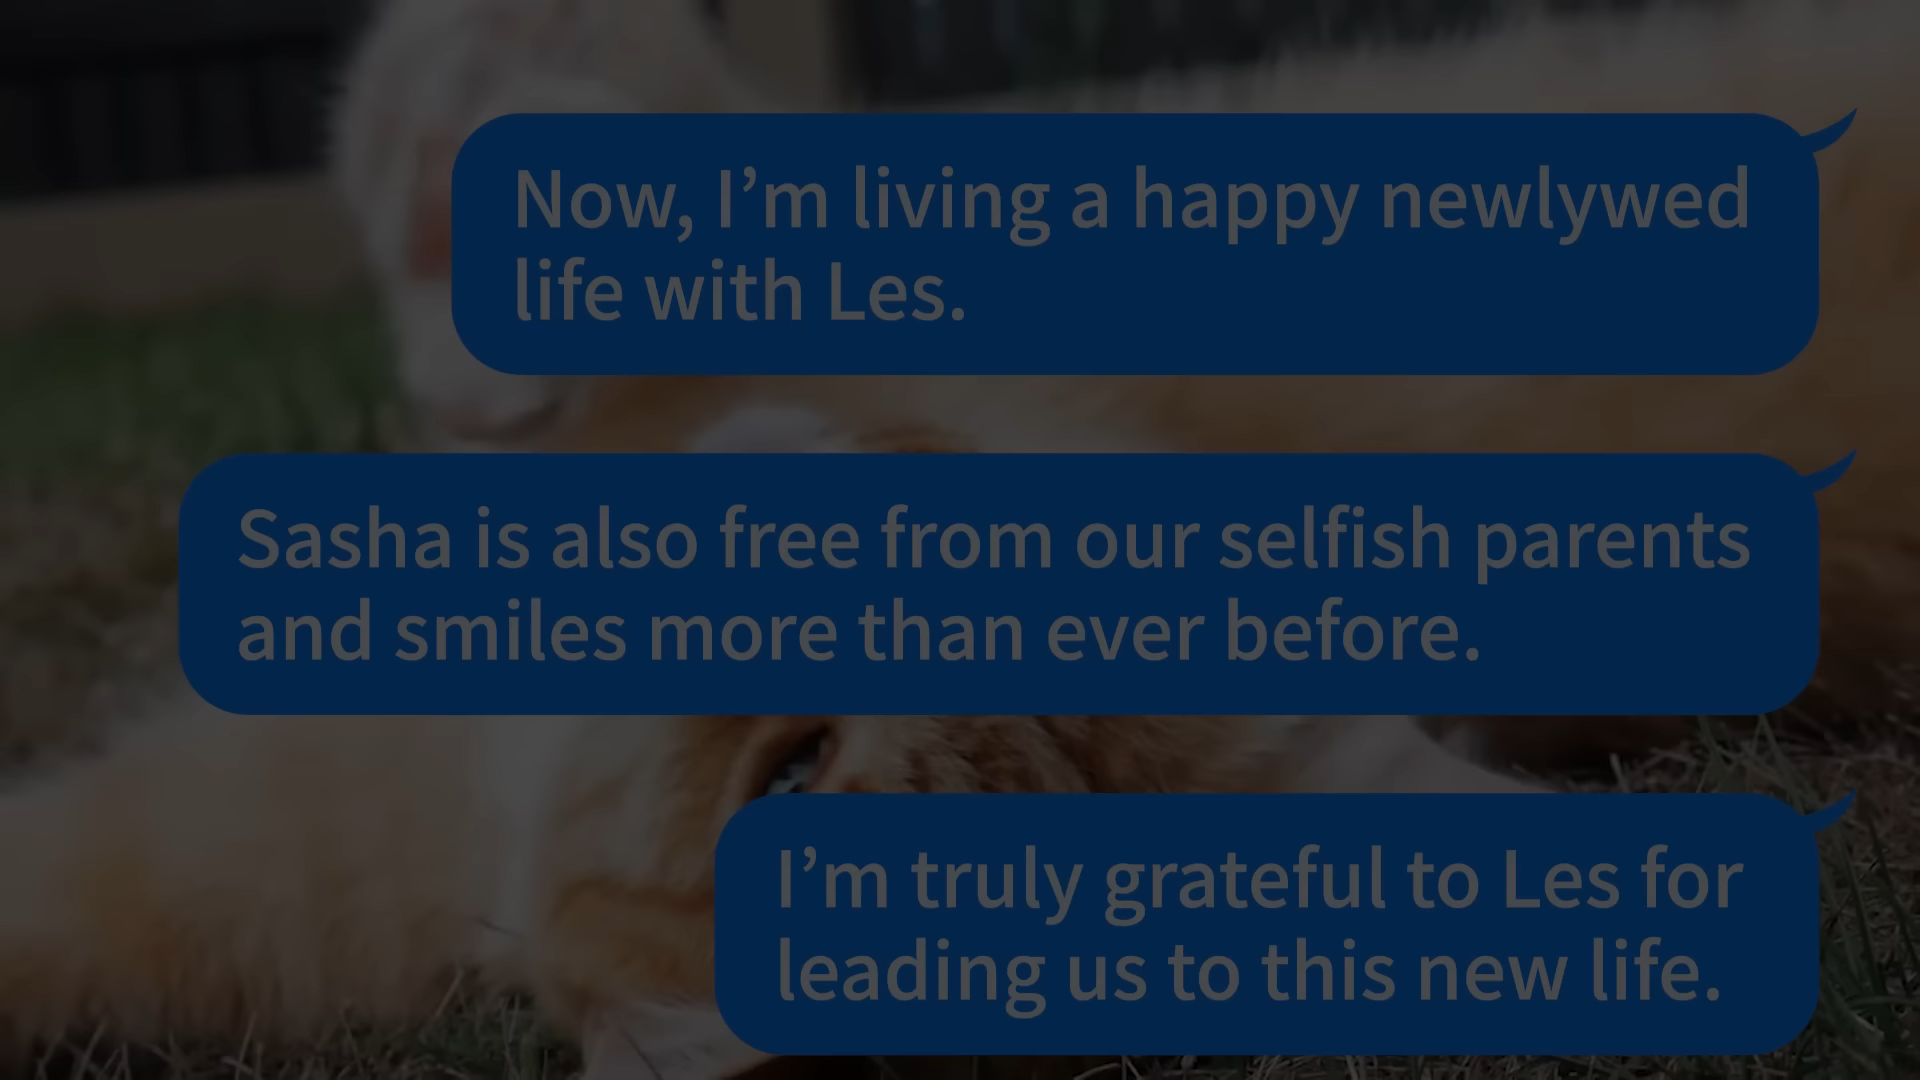 Now, I’m living a happy newlywed
life with Les.
Sasha is also free from our selfish parents
and smiles more than ever before.
I’m truly grateful to Les for
leading us to this new life.